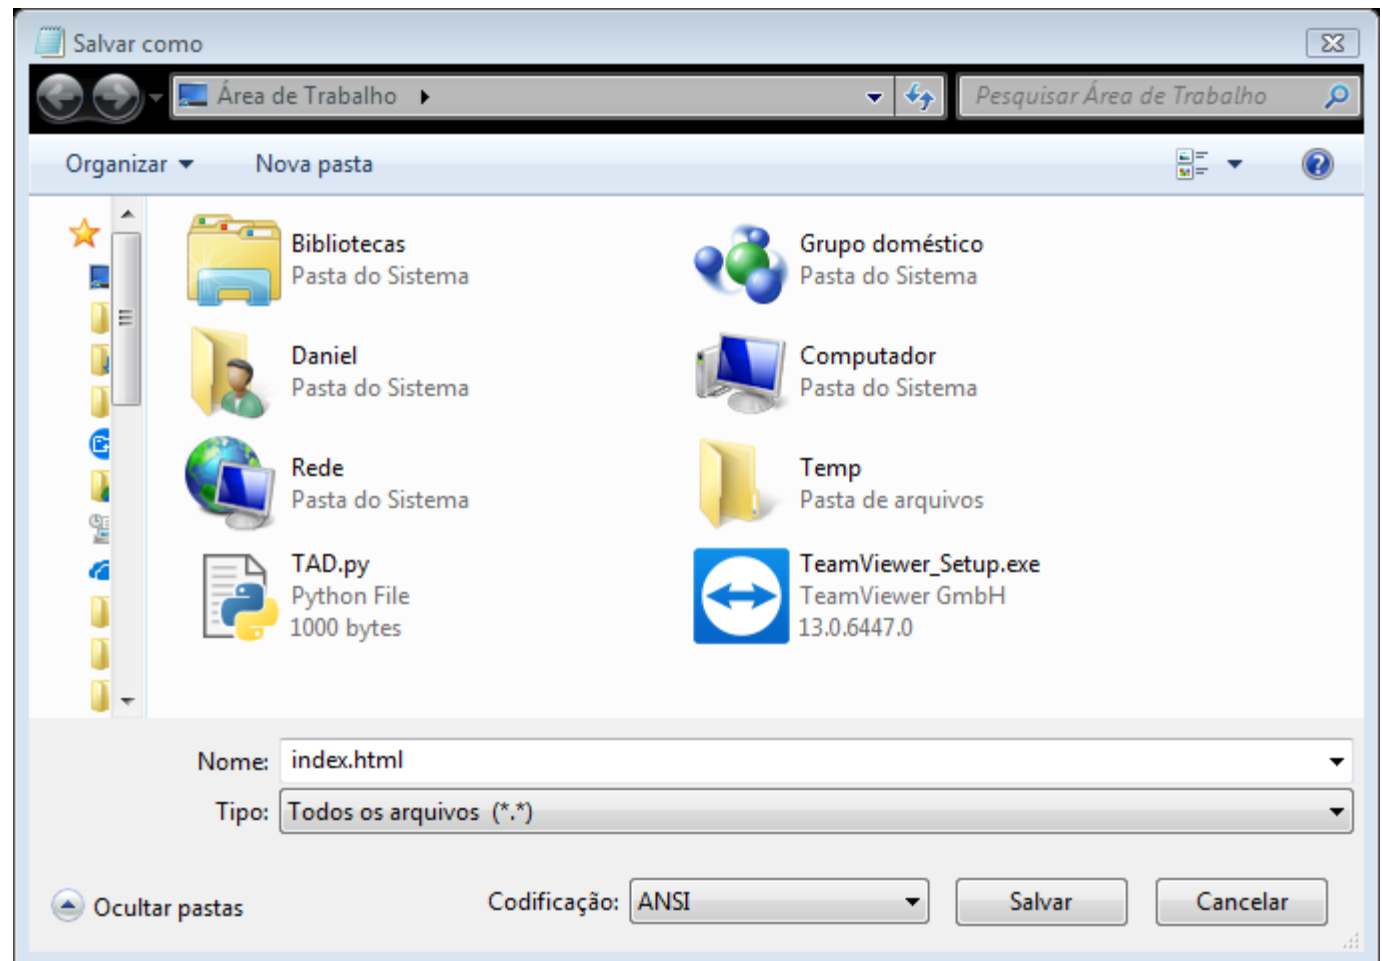 Salvar como
Área de Trabalho
Pesquisar Área de Trabalho
Organizar
Nova pasta
Bibliotecas
Pasta do Sistema
Grupo doméstico
Pasta do Sistema
Daniel
Pasta do Sistema
Computador
Pasta do Sistema
Rede
Pasta do Sistema
Temp
Pasta de arquivos
TAD.py
Python File
1000 bytes
TeamViewer_Setup.exe
TeamViewer GmbH
13.0.6447.0
Nome: index.html
Tipo: Todos os arquivos (*.*)
Ocultar pastas
Codificação: ANSI
Salvar
Cancelar